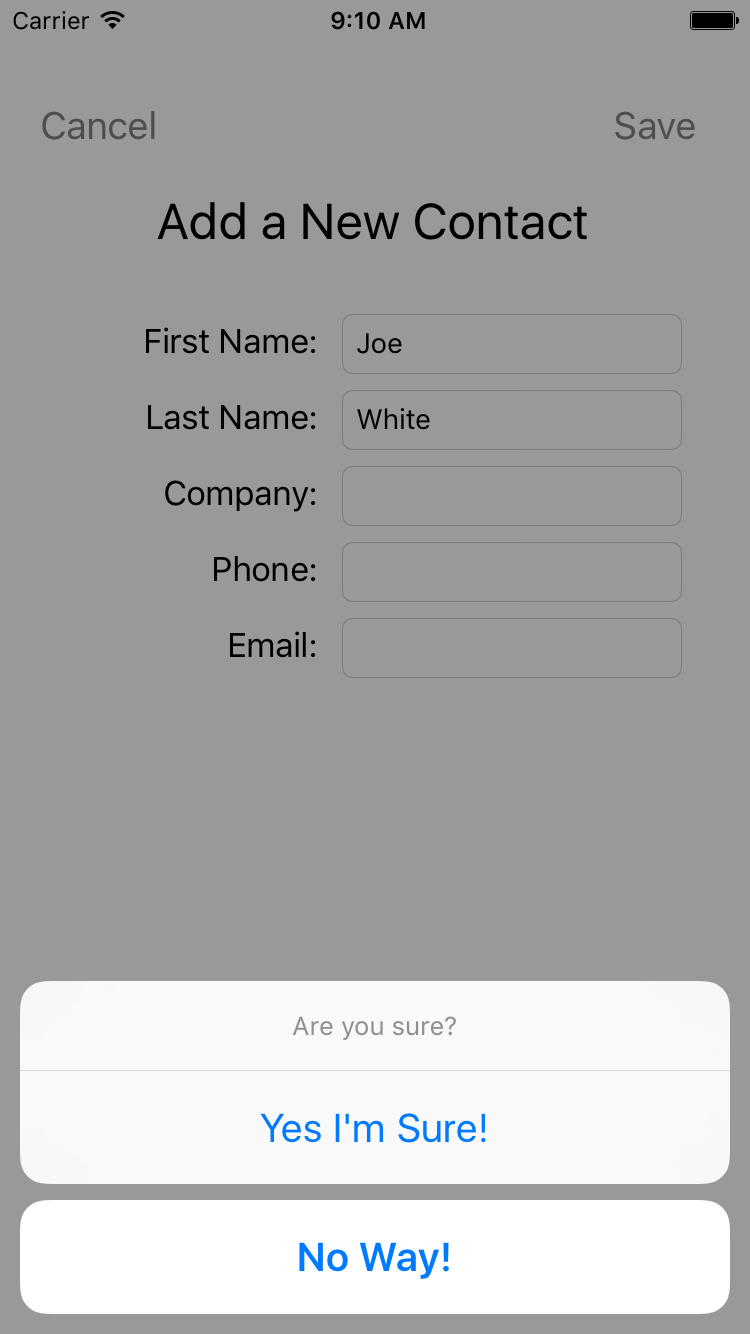 Carrier 9:10 AM
Cancel Save
Add a New Contact
First Name: Joe
Last Name: White
Company:
Phone:
Email:
Are you sure?
Yes I'm Sure!
No Way!